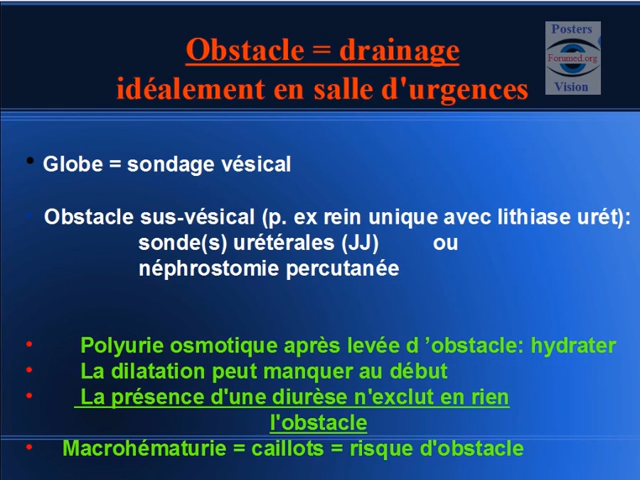 Obstacle = drainage
idéalement en salle d'urgences
Posters
Forumed.org
Vision
• Globe = sondage vésical
• Obstacle sus-vésical (p. ex rein unique avec lithiase urét):
sonde(s) urétérales (JJ) ou
néphrostomie percutanée
• Polyurie osmotique après levée d ’obstacle: hydrater
• La dilatation peut manquer au début
• La présence d'une diurèse n'exclut en rien
l'obstacle
• Macrohématurie = caillots = risque d'obstacle